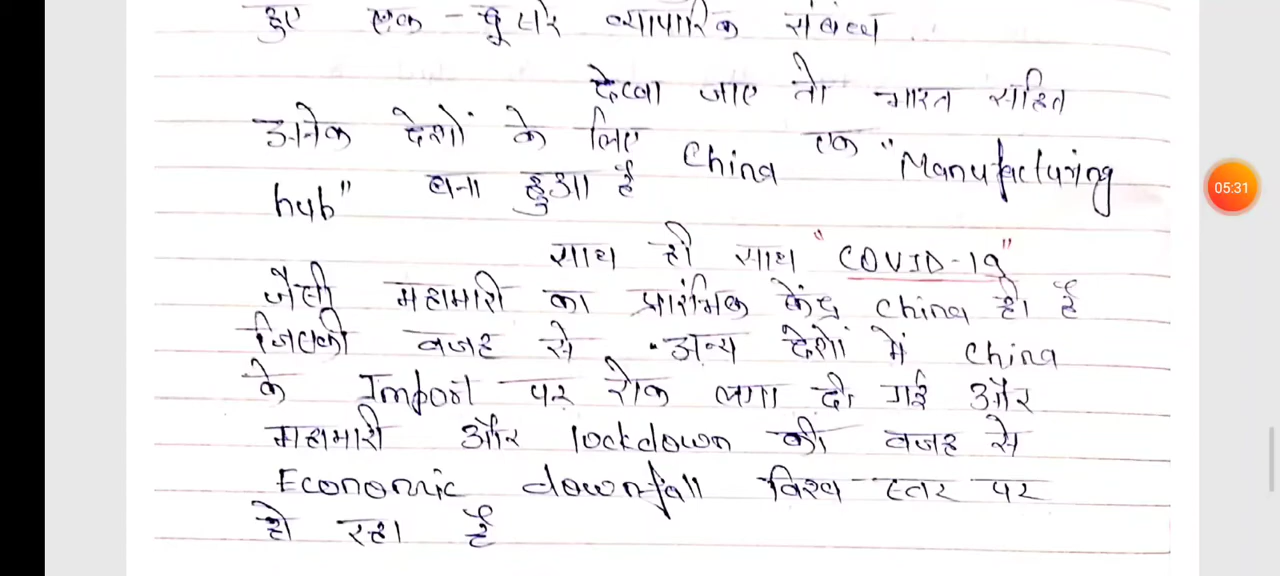 हुए एक-दूसरे व्यापारिक संबंध
देखा जाए तो भारत सहित
अनेक देशों के लिए China एक "Manufacturing
hub" बना हुआ है
साथ ही साथ "COVID-19"
जैसी महामारी का प्रारंभिक केंद्र China ही है
जिसकी वजह से अन्य देशों में China
के Import पर रोक लगा दी गई और
महामारी और lockdown की वजह से
Economic downfall विश्व स्तर पर
हो रहा है
05:31